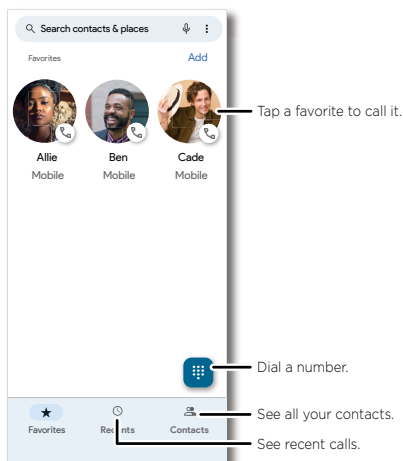 Search contacts & places
Favorites Add
Tap a favorite to call it.
Allie Ben Cade
Mobile Mobile Mobile
Dial a number.
See all your contacts.
Favorites Recents Contacts
See recent calls.